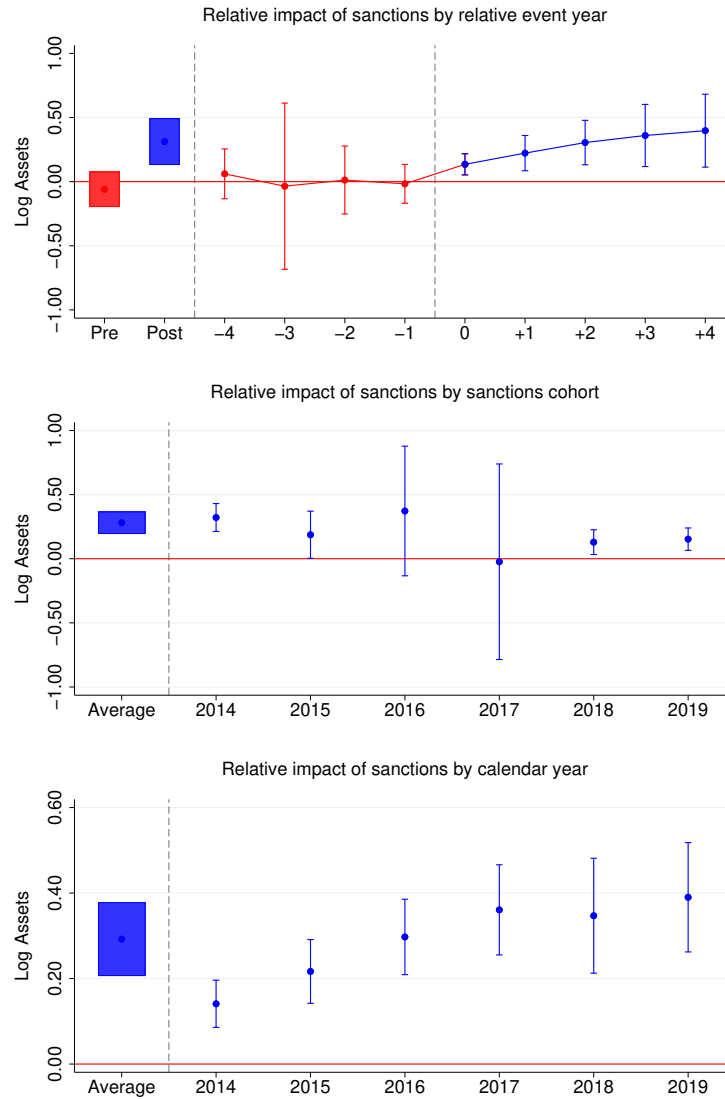 Relative impact of sanctions by relative event year
1.00
0.50
0.00
−0.50
−1.00
Log Assets
Pre Post −4 −3 −2 −1 0 +1 +2 +3 +4
Relative impact of sanctions by sanctions cohort
1.00
0.50
0.00
−0.50
−1.00
Log Assets
Average 2014 2015 2016 2017 2018 2019
Relative impact of sanctions by calendar year
0.60
0.40
0.20
0.00
Log Assets
Average 2014 2015 2016 2017 2018 2019